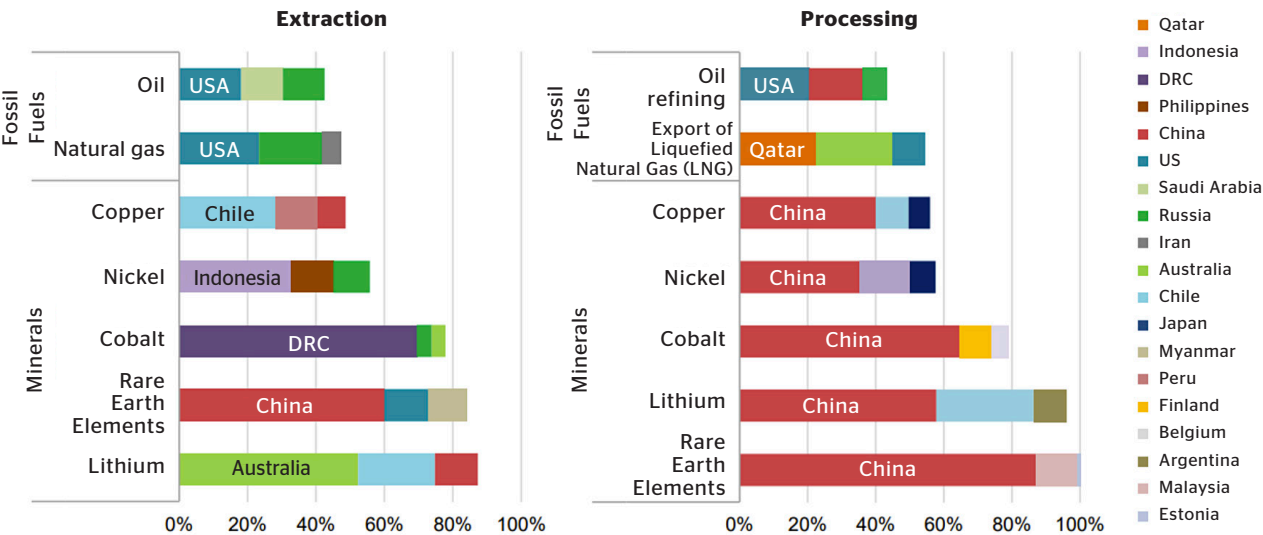 Extraction
Fossil
Fuels
Oil
USA
Natural gas
USA
Minerals
Copper
Chile
Nickel
Indonesia
Cobalt
DRC
Rare
Earth
Elements
China
Lithium
Australia
0% 20% 40% 60% 80% 100%
Processing
Fossil
Fuels
Oil
refining
USA
Export of
Liquefied
Natural Gas (LNG)
Qatar
Minerals
Copper
China
Nickel
China
Cobalt
China
Lithium
China
Rare
Earth
Elements
China
0% 20% 40% 60% 80% 100%
Qatar
Indonesia
DRC
Philippines
China
US
Saudi Arabia
Russia
Iran
Australia
Chile
Japan
Myanmar
Peru
Finland
Belgium
Argentina
Malaysia
Estonia